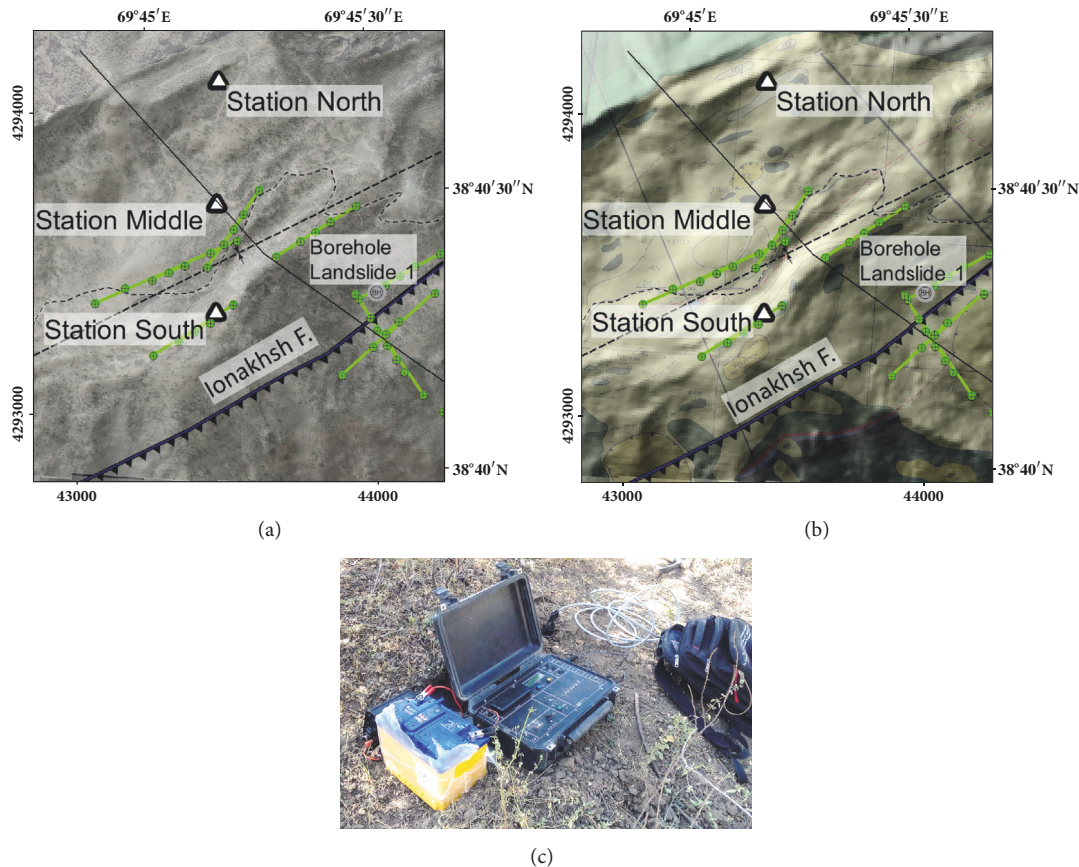 69°45′E
69°45′30″E
Station North
4294000
Station Middle
38°40′30″N
Borehole
Landslide 1
BH
Station South
Ionakhsh F.
4293000
38°40′N
43000
44000
(a)
69°45′E
69°45′30″E
Station North
4294000
Station Middle
38°40′30″N
Borehole
Landslide 1
BH
Station South
Ionakhsh F.
4293000
38°40′N
43000
44000
(b)
(c)